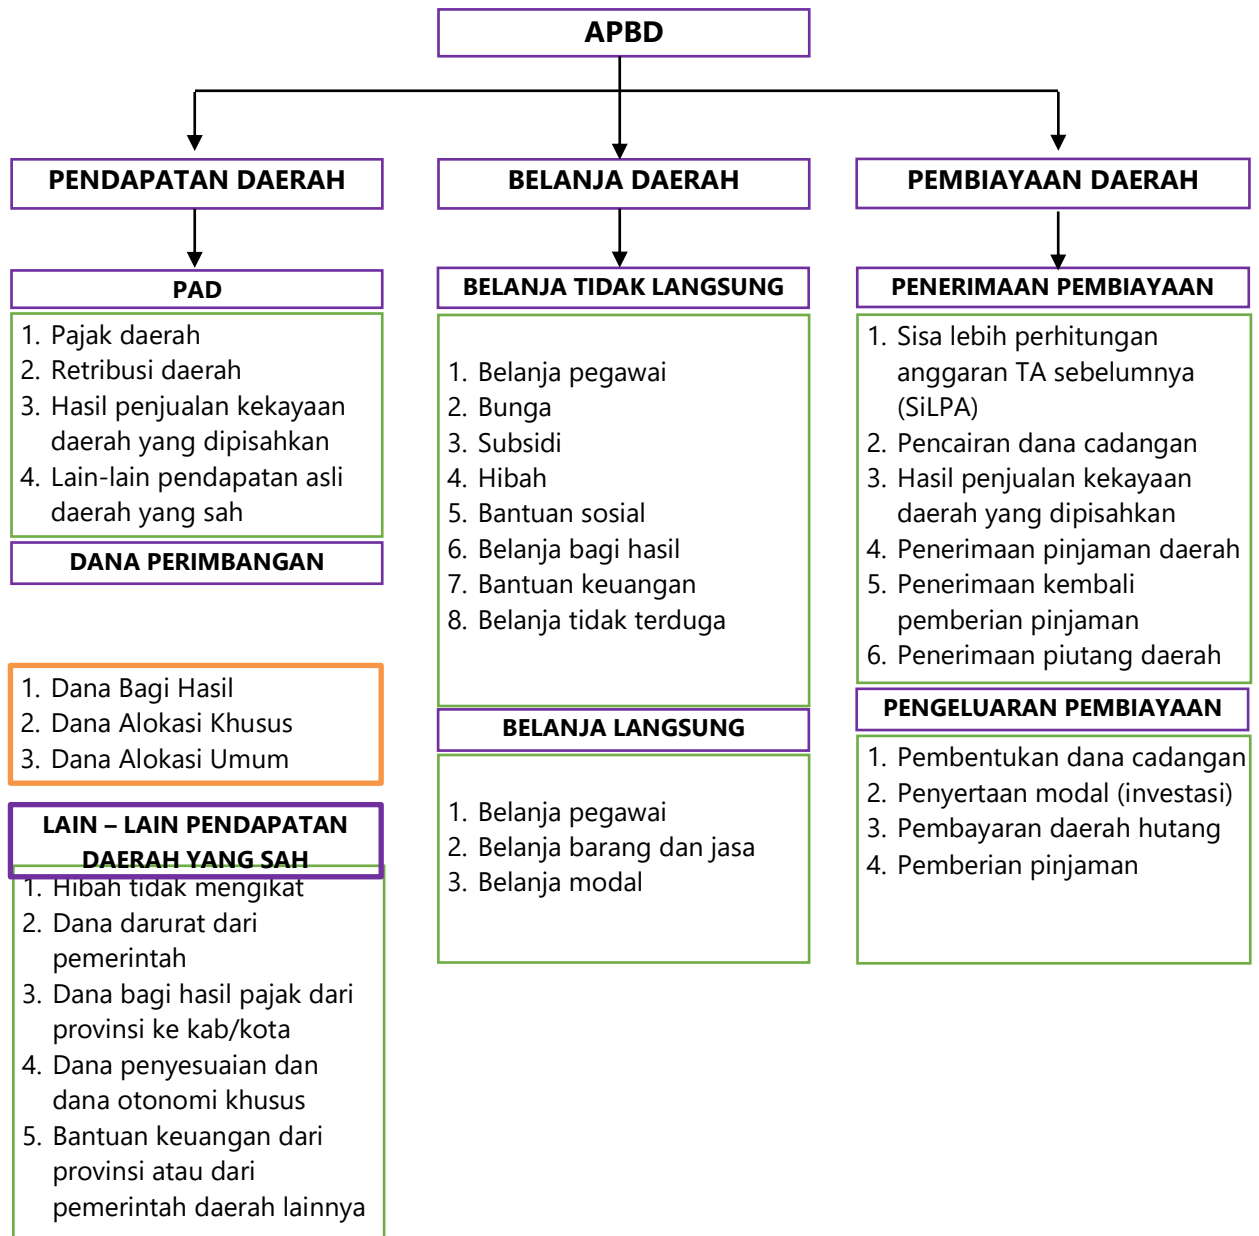 APBD
PENDAPATAN DAERAH
PAD
1. Pajak daerah
2. Retribusi daerah
3. Hasil penjualan kekayaan
daerah yang dipisahkan
4. Lain-lain pendapatan asli
daerah yang sah
DANA PERIMBANGAN
1. Dana Bagi Hasil
2. Dana Alokasi Khusus
3. Dana Alokasi Umum
LAIN – LAIN PENDAPATAN
DAERAH YANG SAH
1. Hibah tidak mengikat
2. Dana darurat dari
pemerintah
3. Dana bagi hasil pajak dari
provinsi ke kab/kota
4. Dana penyesuaian dan
dana otonomi khusus
5. Bantuan keuangan dari
provinsi atau dari
pemerintah daerah lainnya
BELANJA DAERAH
BELANJA TIDAK LANGSUNG
1. Belanja pegawai
2. Bunga
3. Subsidi
4. Hibah
5. Bantuan sosial
6. Belanja bagi hasil
7. Bantuan keuangan
8. Belanja tidak terduga
BELANJA LANGSUNG
1. Belanja pegawai
2. Belanja barang dan jasa
3. Belanja modal
PEMBIAYAAN DAERAH
PENERIMAAN PEMBIAYAAN
1. Sisa lebih perhitungan
anggaran TA sebelumnya
(SiLPA)
2. Pencairan dana cadangan
3. Hasil penjualan kekayaan
daerah yang dipisahkan
4. Penerimaan pinjaman daerah
5. Penerimaan kembali
pemberian pinjaman
6. Penerimaan piutang daerah
PENGELUARAN PEMBIAYAAN
1. Pembentukan dana cadangan
2. Penyertaan modal (investasi)
3. Pembayaran daerah hutang
4. Pemberian pinjaman